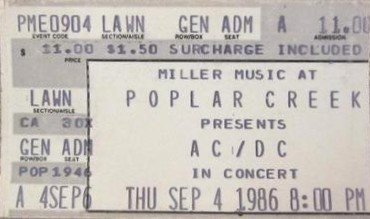 PME0904 LAWN GEN ADM A 11.00
EVENT CODE SECTION/AISLE ROW/BOX SEAT ADMISSION
$ 11.00 $1.50 SURCHARGE INCLUDED
PRICE
MILLER MUSIC AT
LAWN POPLAR CREEK
SECTION/AISLE
CA 30X PRESENTS
GEN ADM AC/DC
ROW/BOX SEAT
POP1946 IN CONCERT
A 4SEP6 THU SEP 4 1986 8:00 PM